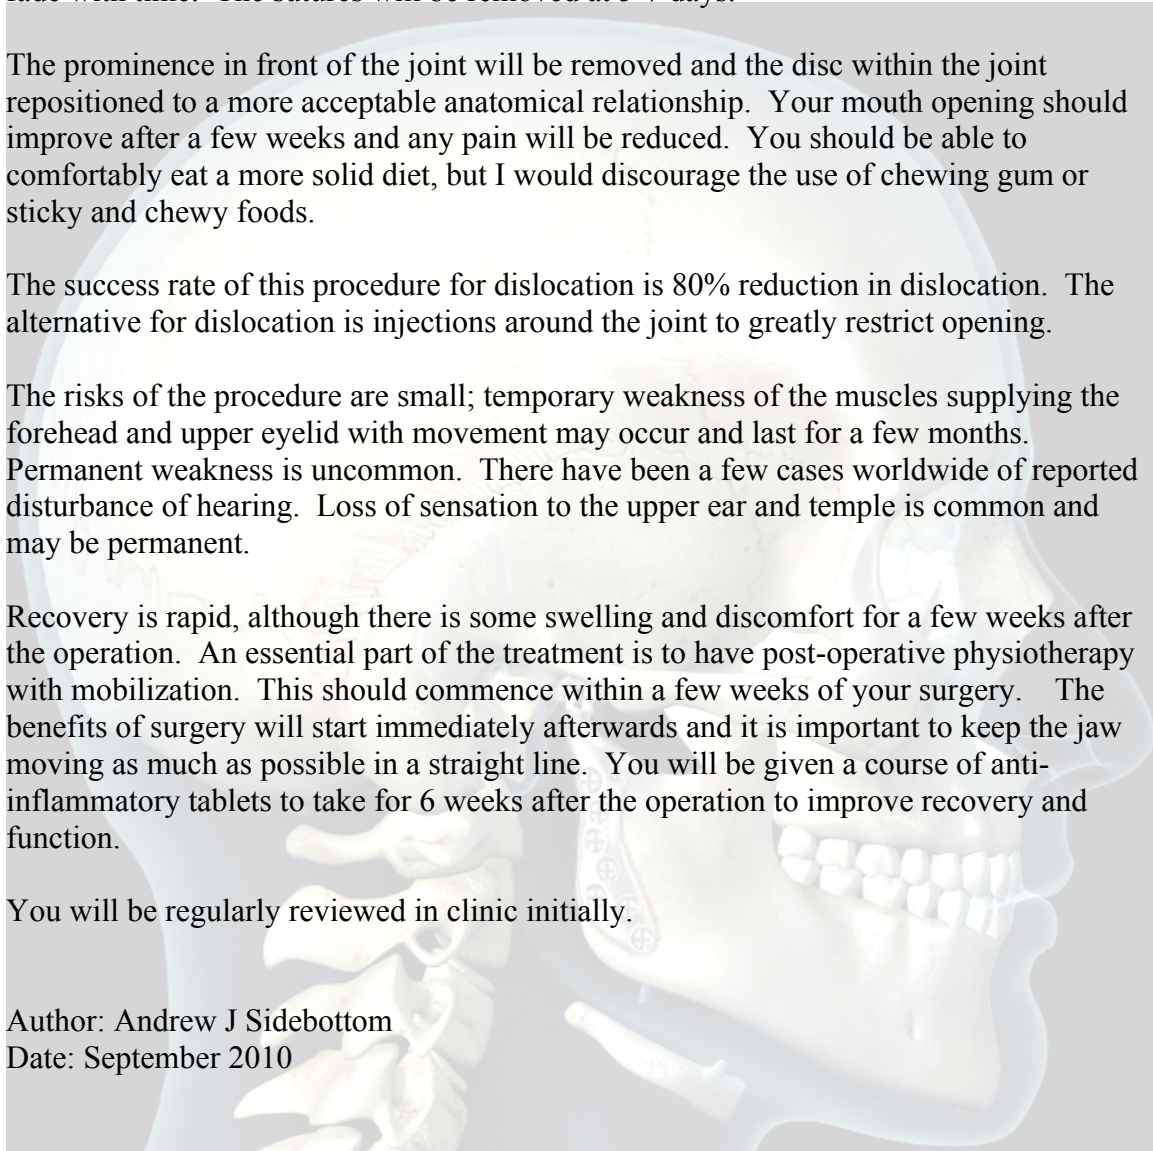 fade with time.  The sutures will be removed at 5-7 days.
The prominence in front of the joint will be removed and the disc within the joint
repositioned to a more acceptable anatomical relationship.  Your mouth opening should
improve after a few weeks and any pain will be reduced.  You should be able to
comfortably eat a more solid diet, but I would discourage the use of chewing gum or
sticky and chewy foods.
The success rate of this procedure for dislocation is 80% reduction in dislocation.  The
alternative for dislocation is injections around the joint to greatly restrict opening.
The risks of the procedure are small; temporary weakness of the muscles supplying the
forehead and upper eyelid with movement may occur and last for a few months.
Permanent weakness is uncommon.  There have been a few cases worldwide of reported
disturbance of hearing.  Loss of sensation to the upper ear and temple is common and
may be permanent.
Recovery is rapid, although there is some swelling and discomfort for a few weeks after
the operation.  An essential part of the treatment is to have post-operative physiotherapy
with mobilization.  This should commence within a few weeks of your surgery.    The
benefits of surgery will start immediately afterwards and it is important to keep the jaw
moving as much as possible in a straight line.  You will be given a course of anti-
inflammatory tablets to take for 6 weeks after the operation to improve recovery and
function.
You will be regularly reviewed in clinic initially.
Author: Andrew J Sidebottom
Date: September 2010